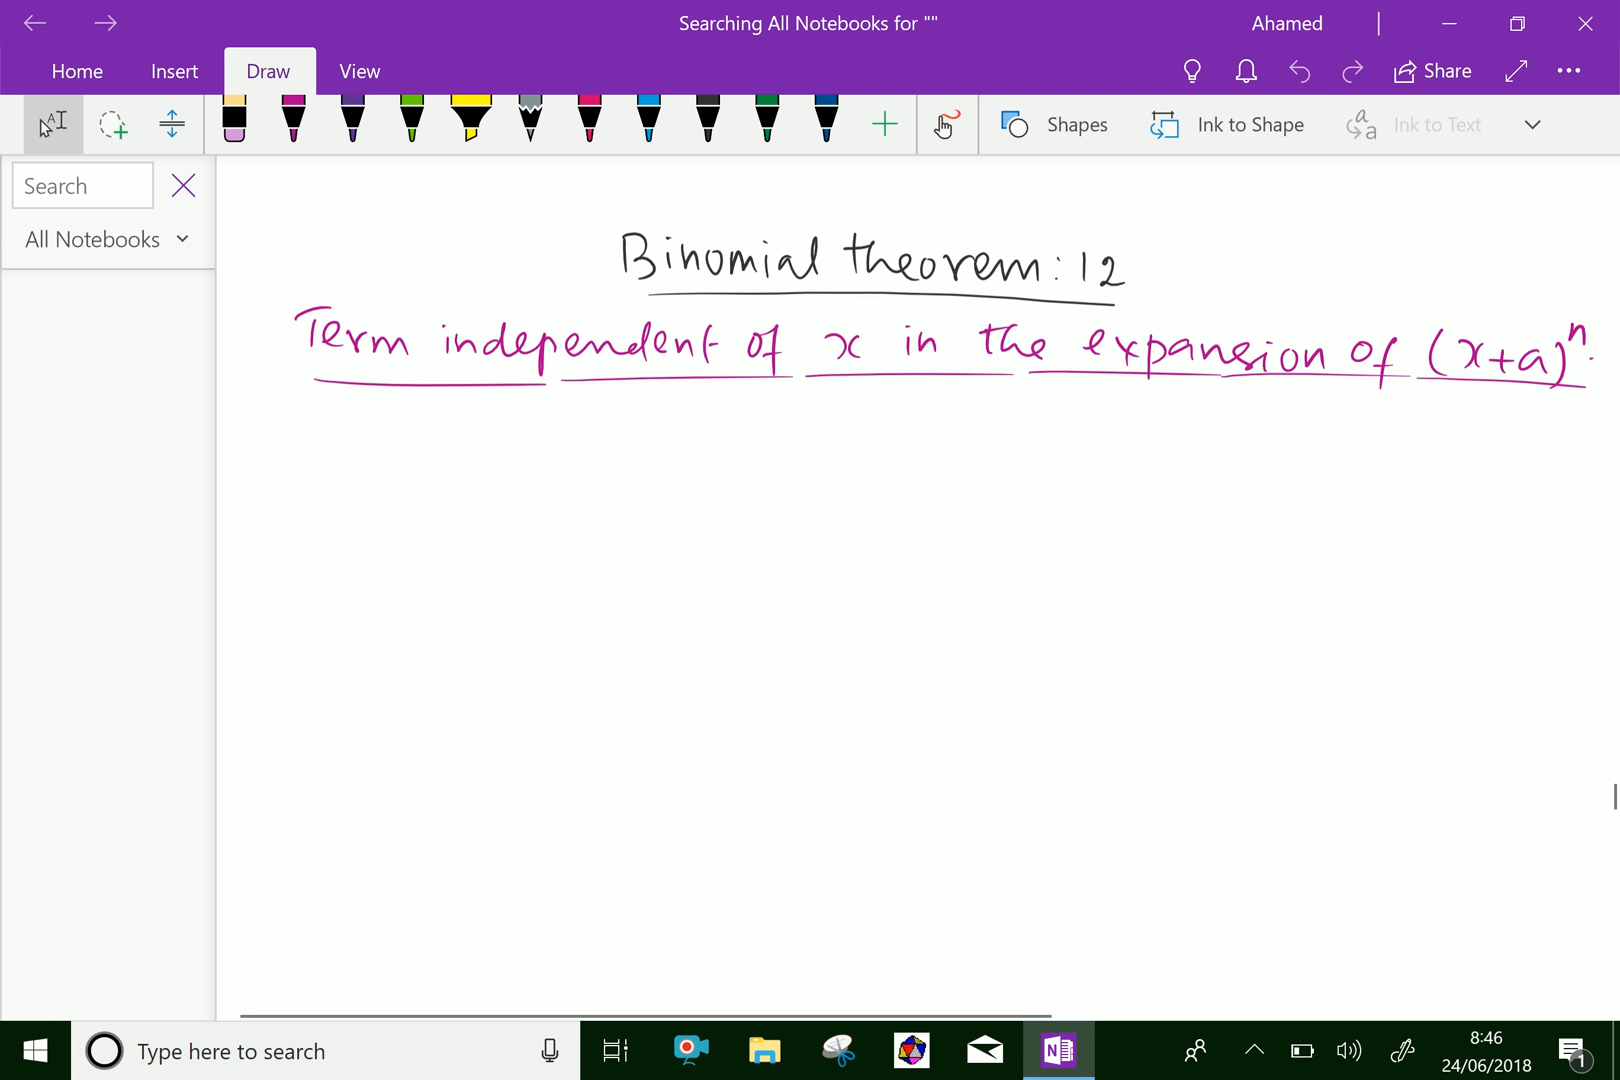 Searching All Notebooks for ""
Ahamed
Home Insert Draw View
Share
Shapes
Ink to Shape
Ink to Text
Search
All Notebooks
Binomial theorem: 12
Term independent of x in the expansion of (x+a)^n.
Type here to search
8:46
24/06/2018
1